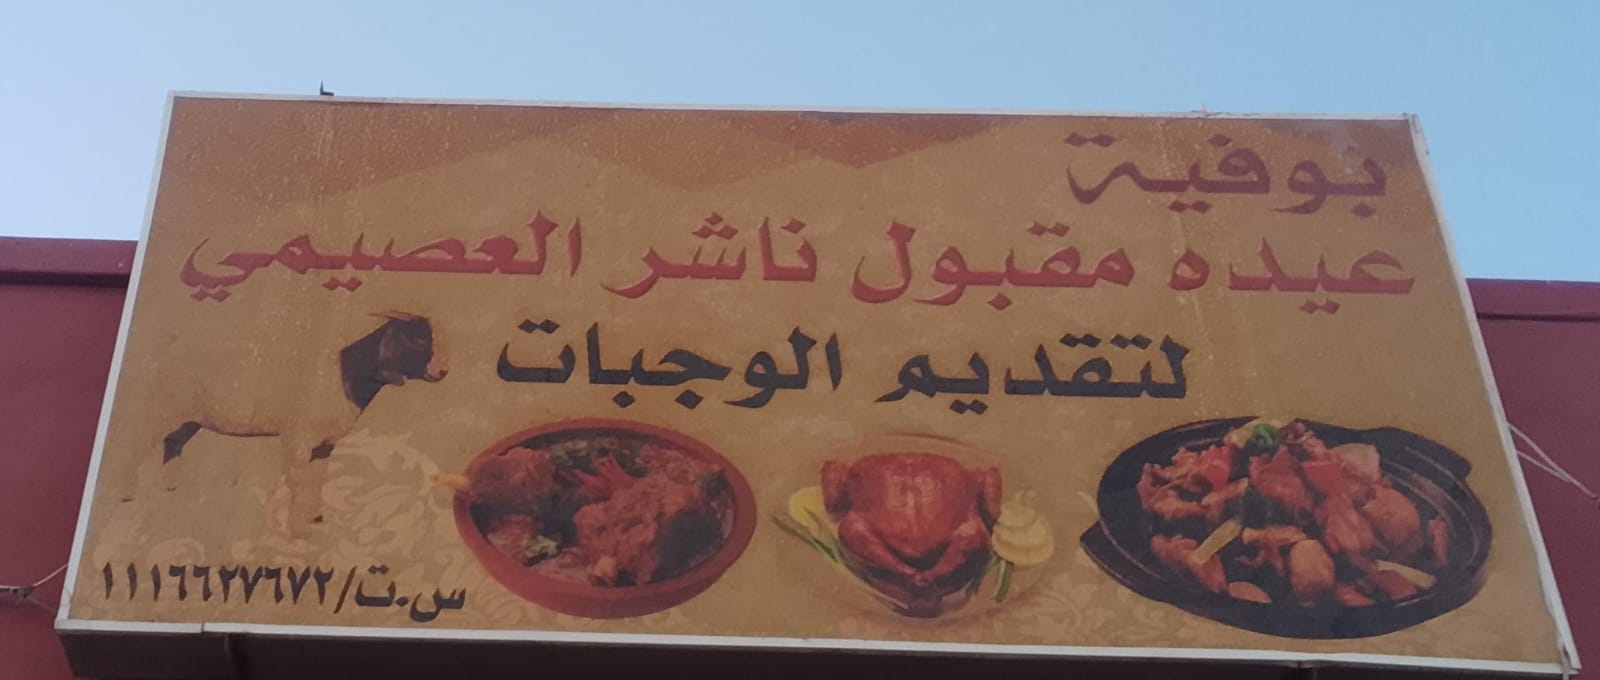 بوفية
عيده مقبول ناشر العصيمي
لتقديم الوجبات
س.ت/١١١٦٦٢٧٦٧٢